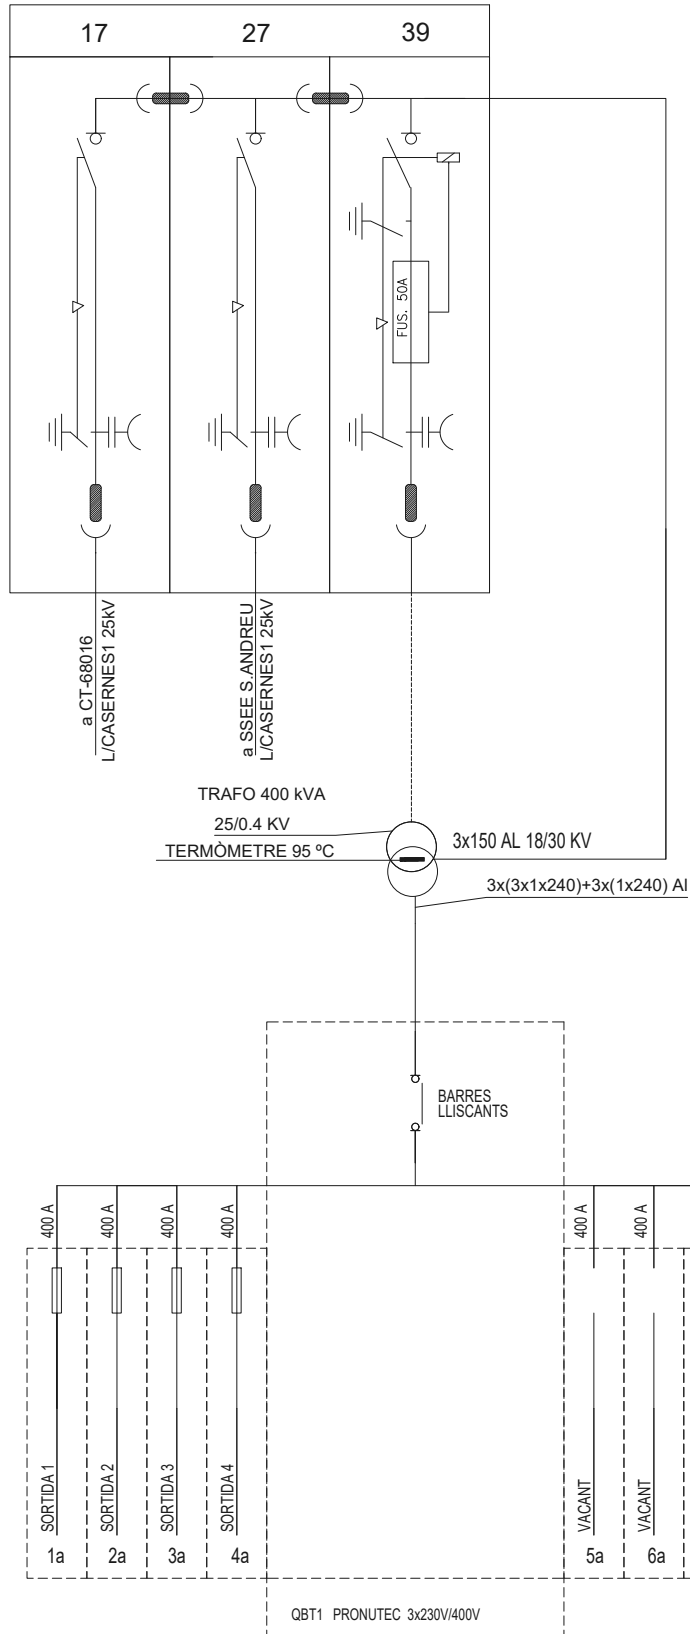 17
27
39
FUS. 50A
a CT-68016
L/CASERNES1 25kV
a SSEE S.ANDREU
L/CASERNES1 25kV
TRAFO 400 kVA
25/0.4 KV
TERMÒMETRE 95 ºC
3x150 AL 18/30 KV
3x(3x1x240)+3x(1x240) Al
BARRES
LLISCANTS
400 A
400 A
400 A
400 A
400 A
400 A
SORTIDA 1
SORTIDA 2
SORTIDA 3
SORTIDA 4
VACANT
VACANT
1a
2a
3a
4a
5a
6a
QBT1 PRONUTEC 3x230V/400V